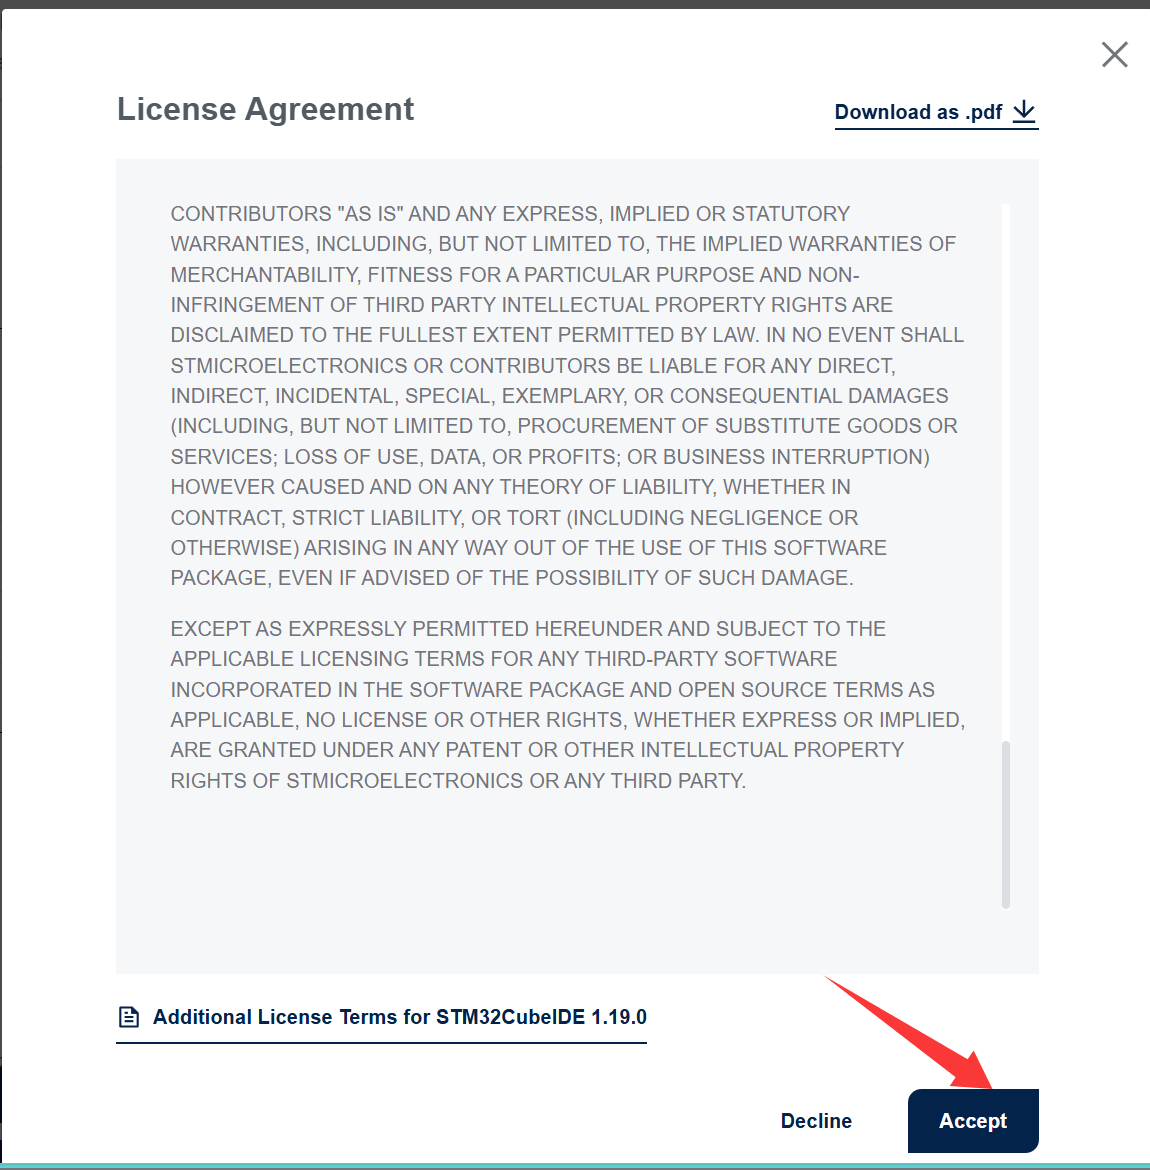 License Agreement
Download as .pdf
CONTRIBUTORS "AS IS" AND ANY EXPRESS, IMPLIED OR STATUTORY
WARRANTIES, INCLUDING, BUT NOT LIMITED TO, THE IMPLIED WARRANTIES OF
MERCHANTABILITY, FITNESS FOR A PARTICULAR PURPOSE AND NON-
INFRINGEMENT OF THIRD PARTY INTELLECTUAL PROPERTY RIGHTS ARE
DISCLAIMED TO THE FULLEST EXTENT PERMITTED BY LAW. IN NO EVENT SHALL
STMICROELECTRONICS OR CONTRIBUTORS BE LIABLE FOR ANY DIRECT,
INDIRECT, INCIDENTAL, SPECIAL, EXEMPLARY, OR CONSEQUENTIAL DAMAGES
(INCLUDING, BUT NOT LIMITED TO, PROCUREMENT OF SUBSTITUTE GOODS OR
SERVICES; LOSS OF USE, DATA, OR PROFITS; OR BUSINESS INTERRUPTION)
HOWEVER CAUSED AND ON ANY THEORY OF LIABILITY, WHETHER IN
CONTRACT, STRICT LIABILITY, OR TORT (INCLUDING NEGLIGENCE OR
OTHERWISE) ARISING IN ANY WAY OUT OF THE USE OF THIS SOFTWARE
PACKAGE, EVEN IF ADVISED OF THE POSSIBILITY OF SUCH DAMAGE.
EXCEPT AS EXPRESSLY PERMITTED HEREUNDER AND SUBJECT TO THE
APPLICABLE LICENSING TERMS FOR ANY THIRD-PARTY SOFTWARE
INCORPORATED IN THE SOFTWARE PACKAGE AND OPEN SOURCE TERMS AS
APPLICABLE, NO LICENSE OR OTHER RIGHTS, WHETHER EXPRESS OR IMPLIED,
ARE GRANTED UNDER ANY PATENT OR OTHER INTELLECTUAL PROPERTY
RIGHTS OF STMICROELECTRONICS OR ANY THIRD PARTY.
Additional License Terms for STM32CubeIDE 1.19.0
Decline
Accept